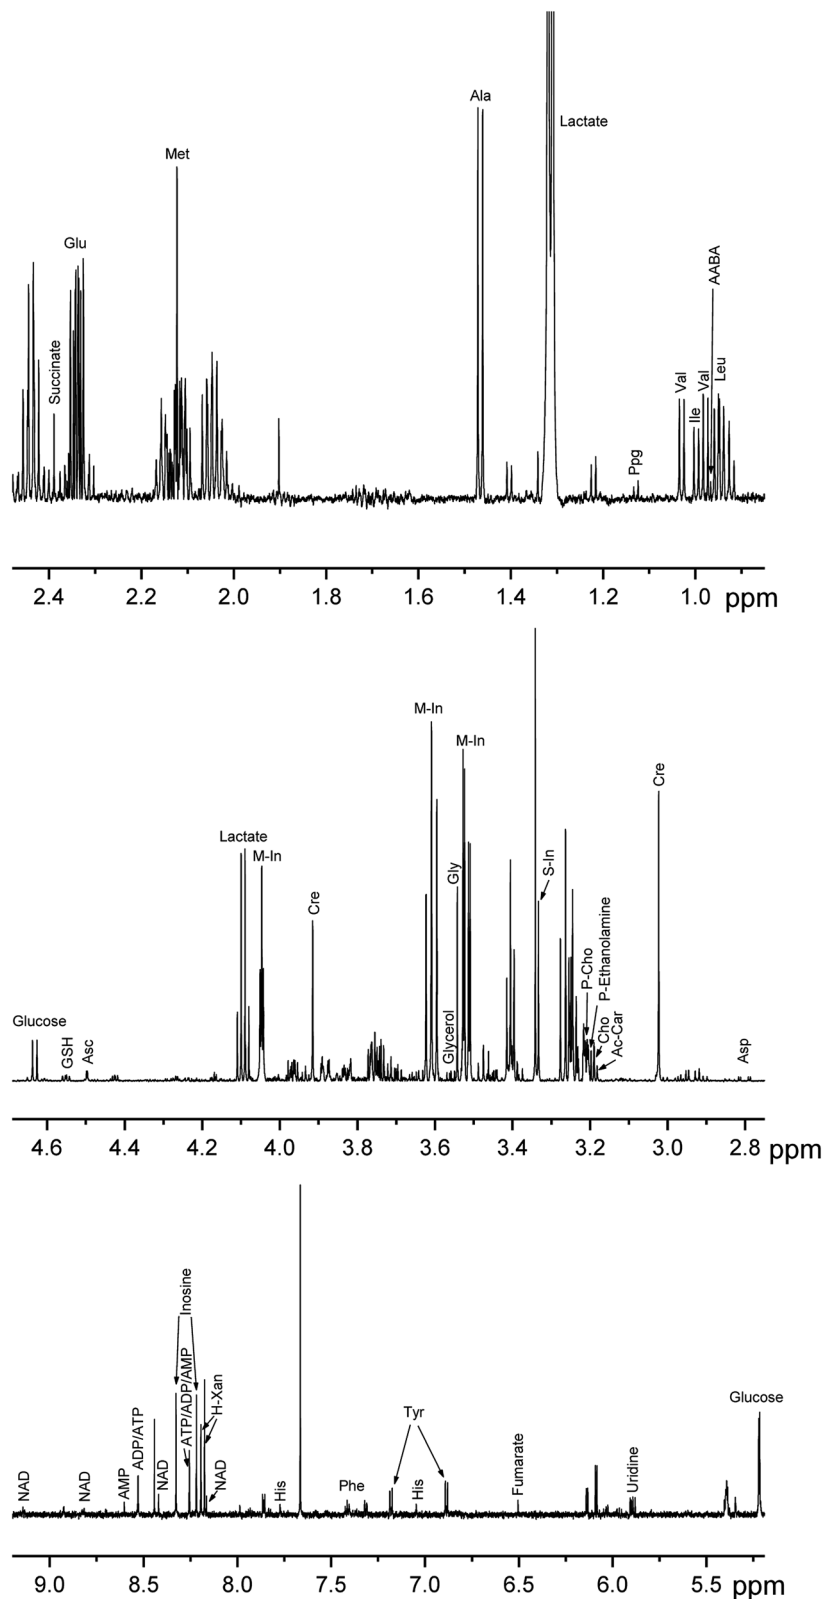 Ala
Lactate
Met
AABA
Glu
Succinate
Val
Val
Leu
Ile
Ppg
2.4 2.2 2.0 1.8 1.6 1.4 1.2 1.0 ppm
M-In
M-In
Cre
Lactate
M-In
Gly
S-In
Cre
P-Cho
P-Ethanolamine
Glucose
GSH
Asc
Glycerol
Cho
Ac-Car
Asp
4.6 4.4 4.2 4.0 3.8 3.6 3.4 3.2 3.0 2.8 ppm
Inosine
ATP/ADP/AMP
H-Xan
Glucose
Tyr
ADP/ATP
NAD
NAD
AMP
NAD
NAD
His
Phe
His
Fumarate
Uridine
9.0 8.5 8.0 7.5 7.0 6.5 6.0 5.5 ppm